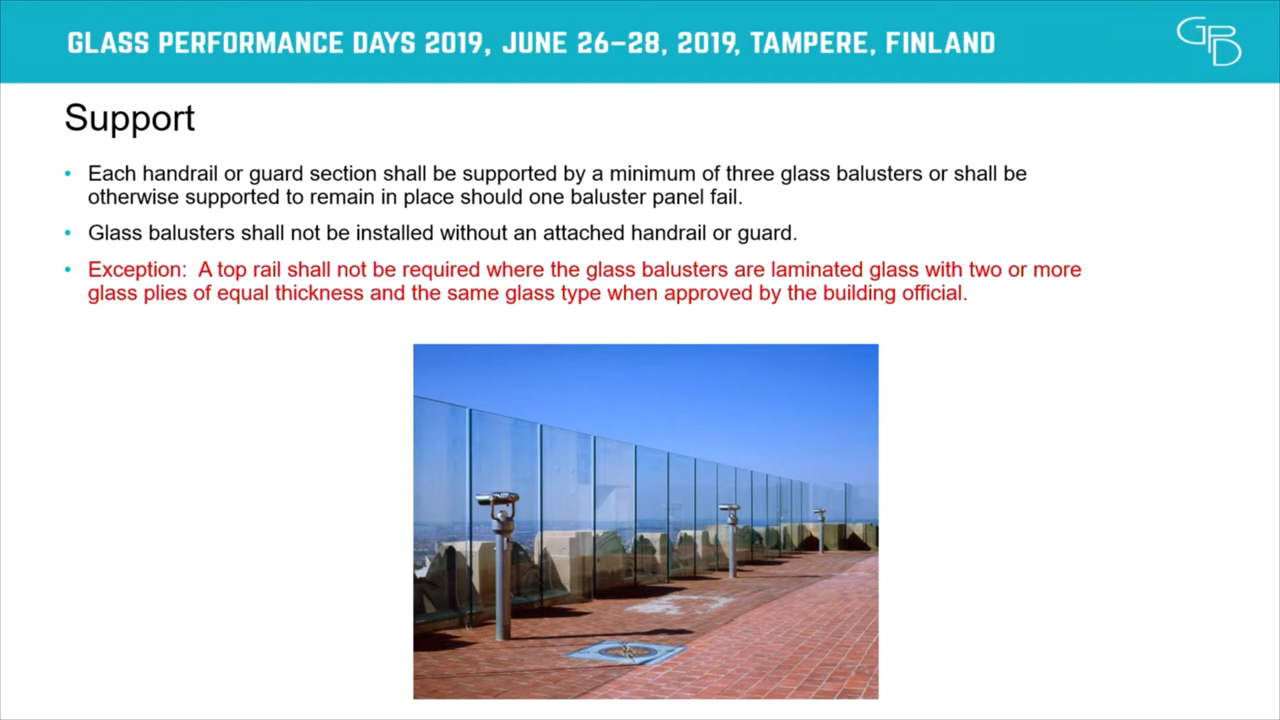 GLASS PERFORMANCE DAYS 2019, JUNE 26–28, 2019, TAMPERE, FINLAND
GPD
Support
• Each handrail or guard section shall be supported by a minimum of three glass balusters or shall be
otherwise supported to remain in place should one baluster panel fail.
• Glass balusters shall not be installed without an attached handrail or guard.
• Exception:  A top rail shall not be required where the glass balusters are laminated glass with two or more
glass plies of equal thickness and the same glass type when approved by the building official.